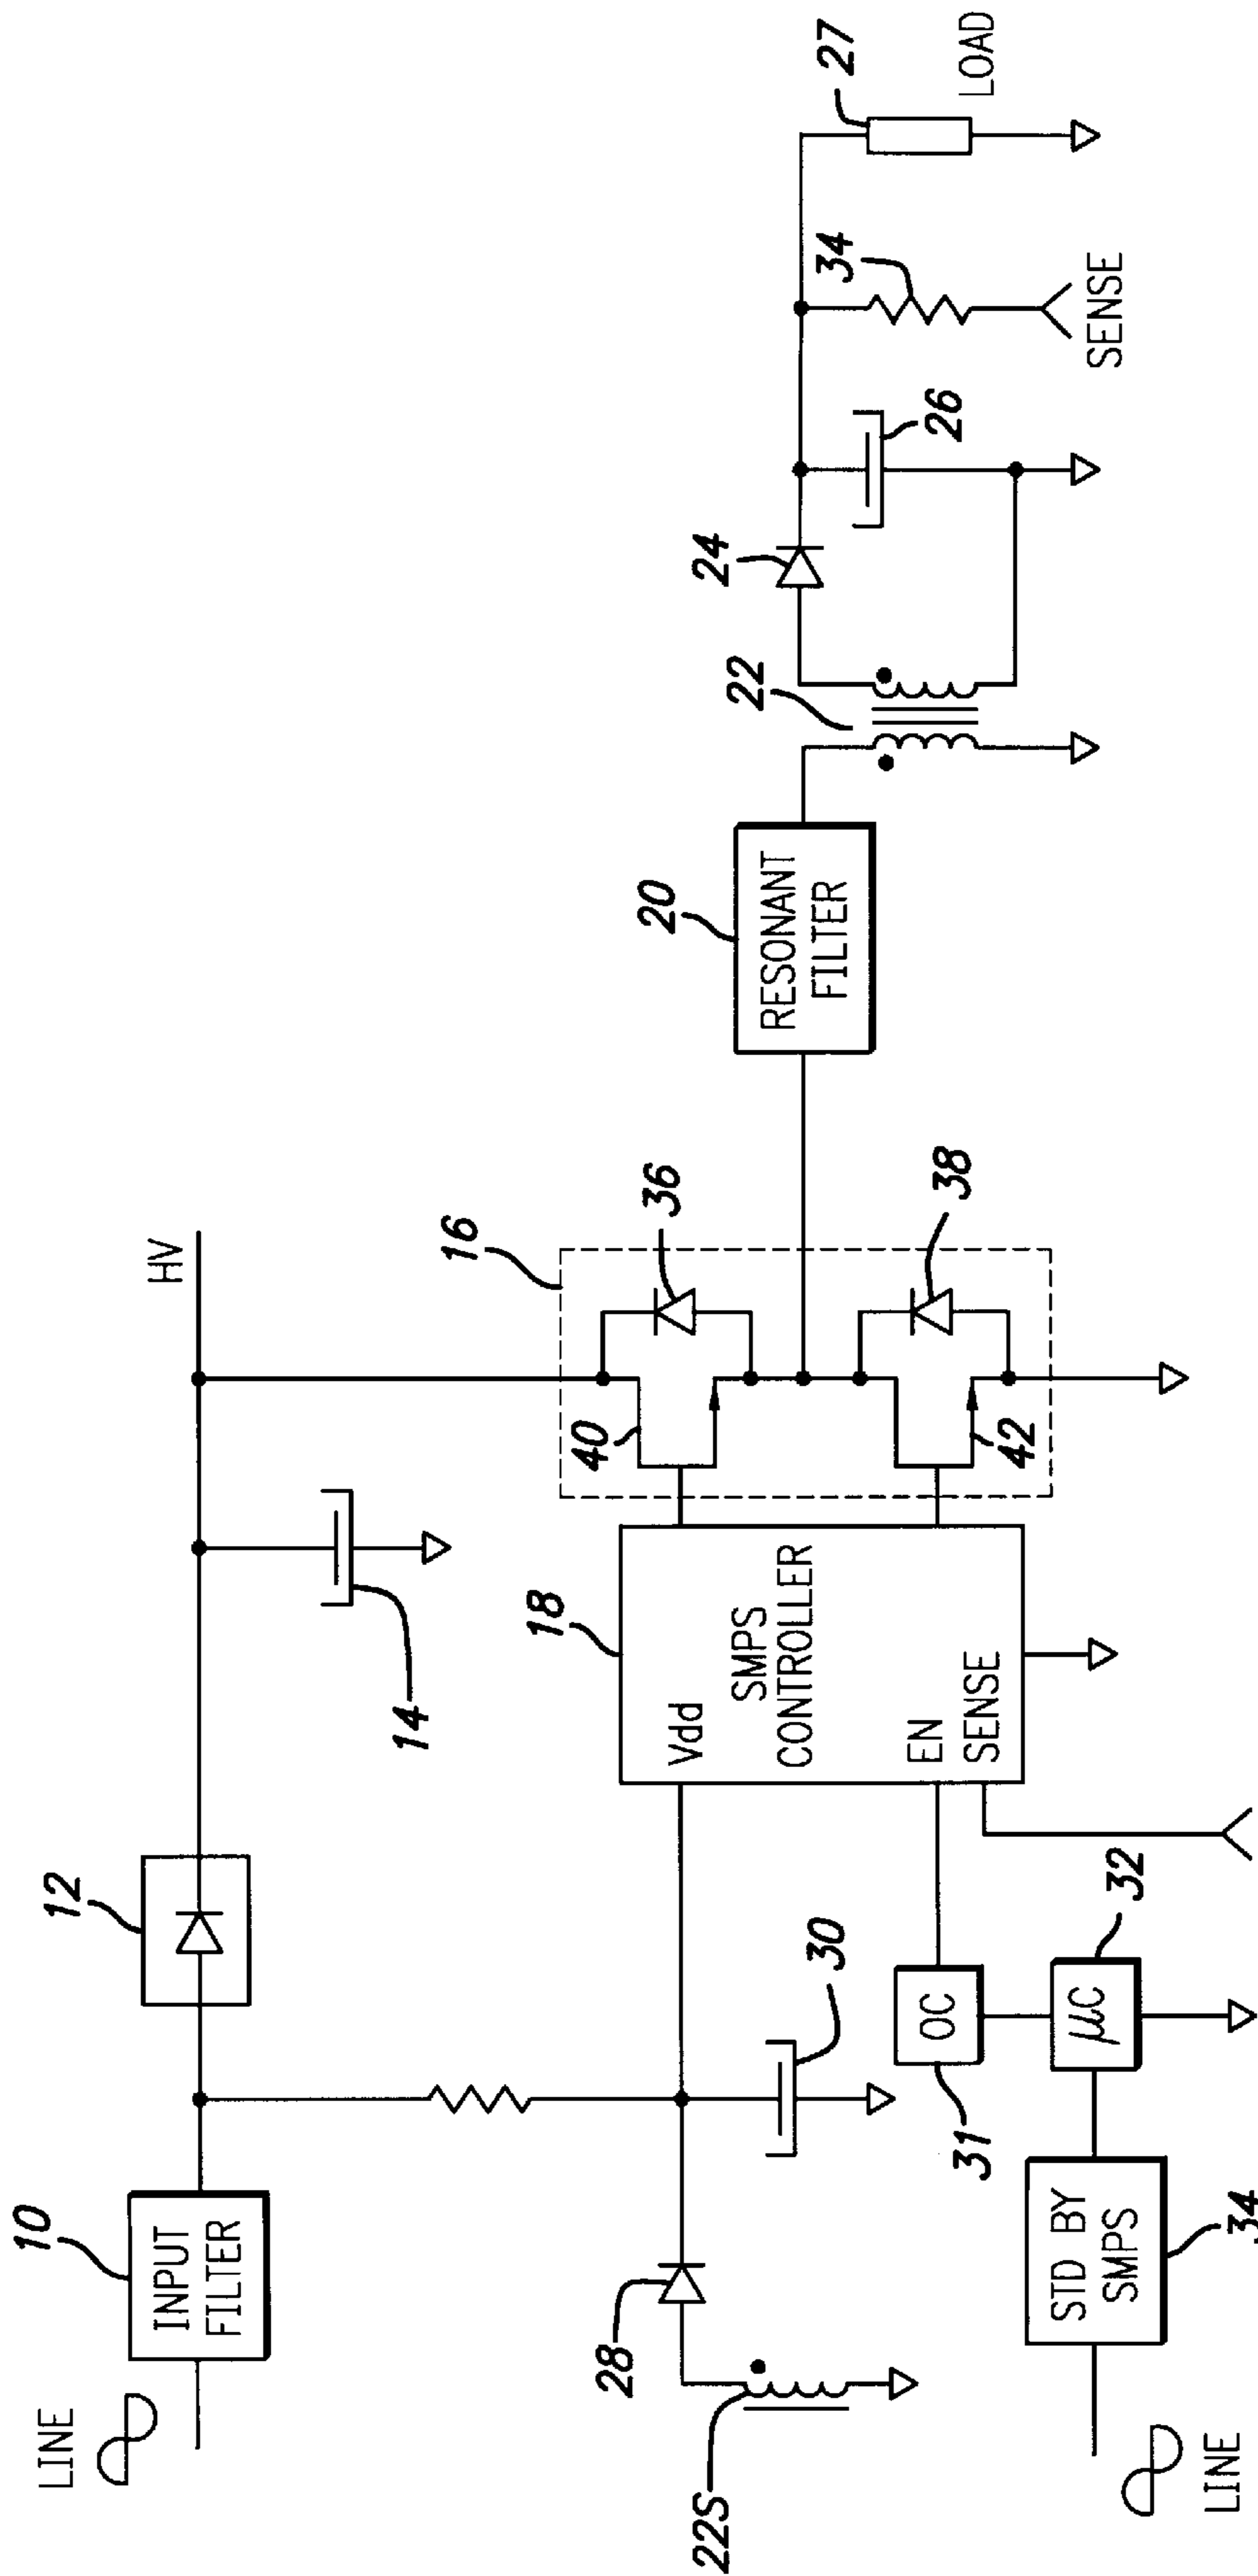 LINE
10
INPUT
FILTER
12
14
HV
28
22S
30
18
Vdd
SMPS
CONTROLLER
EN
SENSE
16
40
36
42
38
20
RESONANT
FILTER
22
24
26
34
SENSE
27
LOAD
31
OC
32
μC
STD BY
SMPS
34
LINE